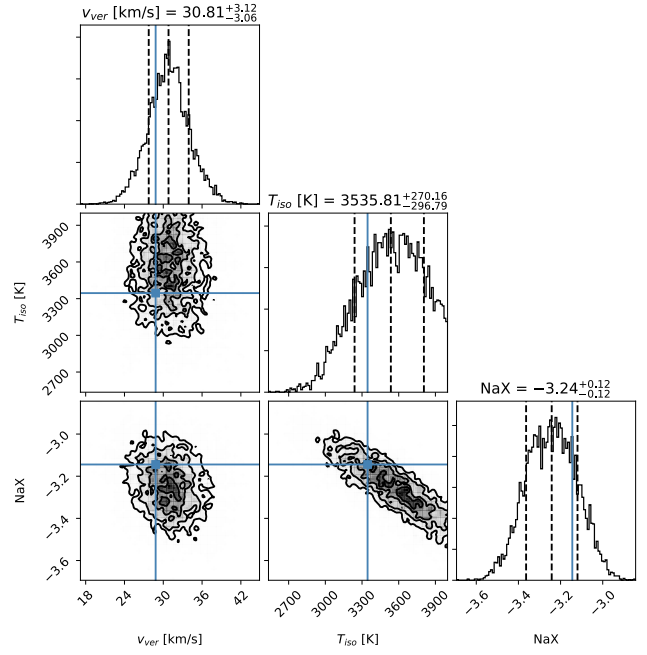 v_ver [km/s] = 30.81^{+3.12}_{−3.06}
T_iso [K] = 3535.81^{+270.16}_{−296.79}
3900
3600
3300
3000
2700
T_iso [K]
NaX = −3.24^{+0.12}_{−0.12}
−3.0
−3.2
−3.4
−3.6
NaX
18 24 30 36 42
v_ver [km/s]
2700 3000 3300 3600 3900
T_iso [K]
−3.6 −3.4 −3.2 −3.0
NaX